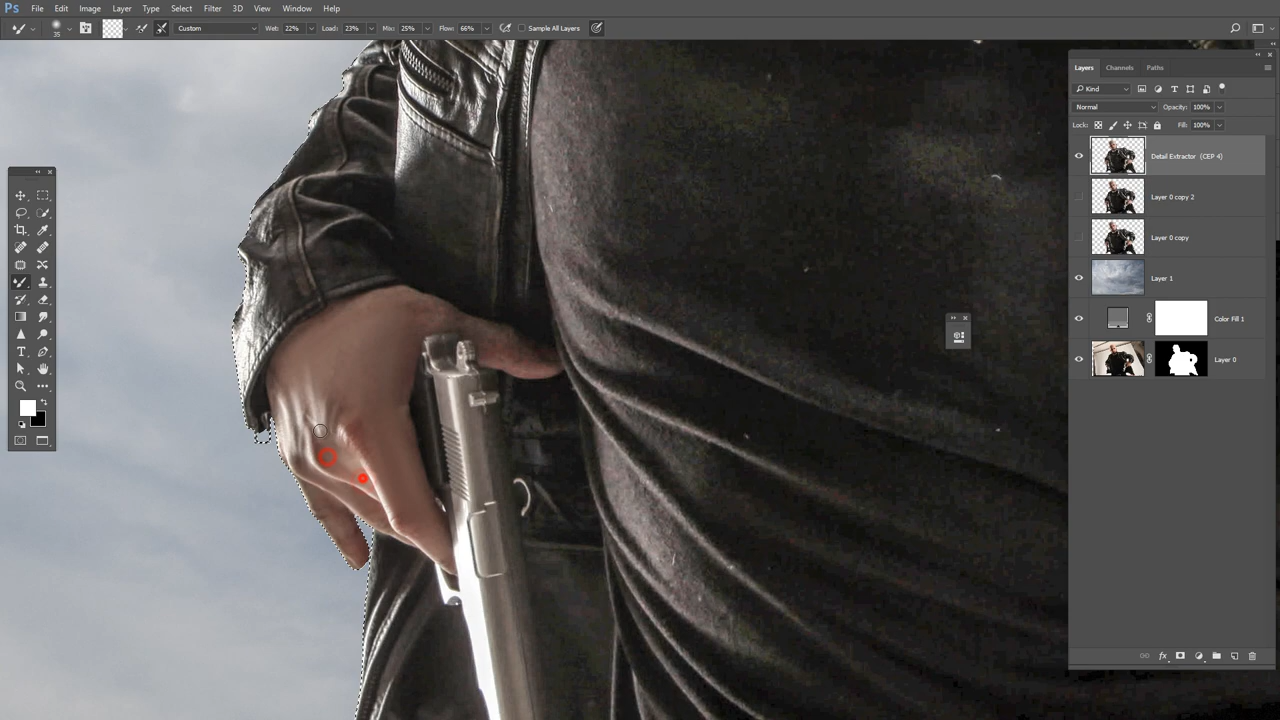 Ps File Edit Image Layer Type Select Filter 3D View Window Help
35 Custom Wet: 22% Load: 23% Mix: 25% Flow: 66% Sample All Layers
Layers Channels Paths
Kind
Normal Opacity: 100%
Lock: Fill: 100%
Detail Extractor (CEP 4)
Layer 0 copy 2
Layer 0 copy
Layer 1
Color Fill 1
Layer 0